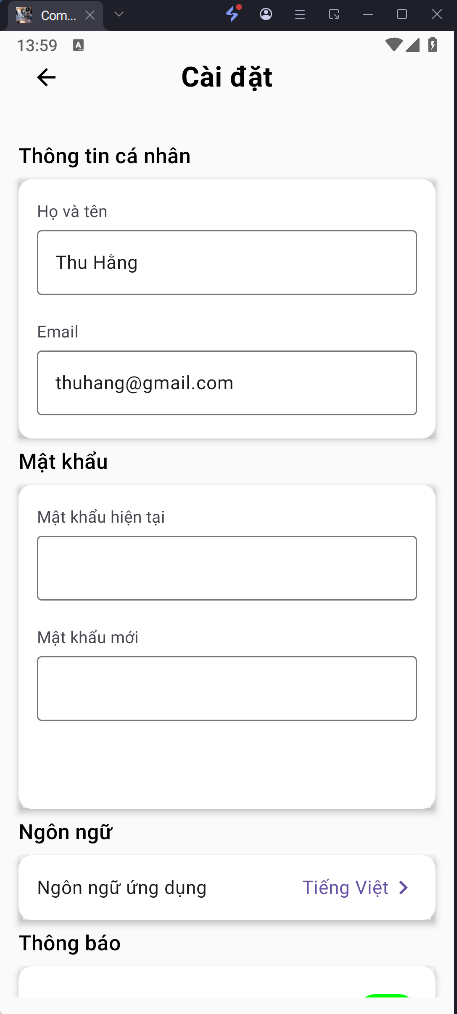 Com...
13:59
A
Cài đặt
Thông tin cá nhân
Họ và tên
Thu Hằng
Email
thuhang@gmail.com
Mật khẩu
Mật khẩu hiện tại
Mật khẩu mới
Ngôn ngữ
Ngôn ngữ ứng dụng Tiếng Việt
Thông báo